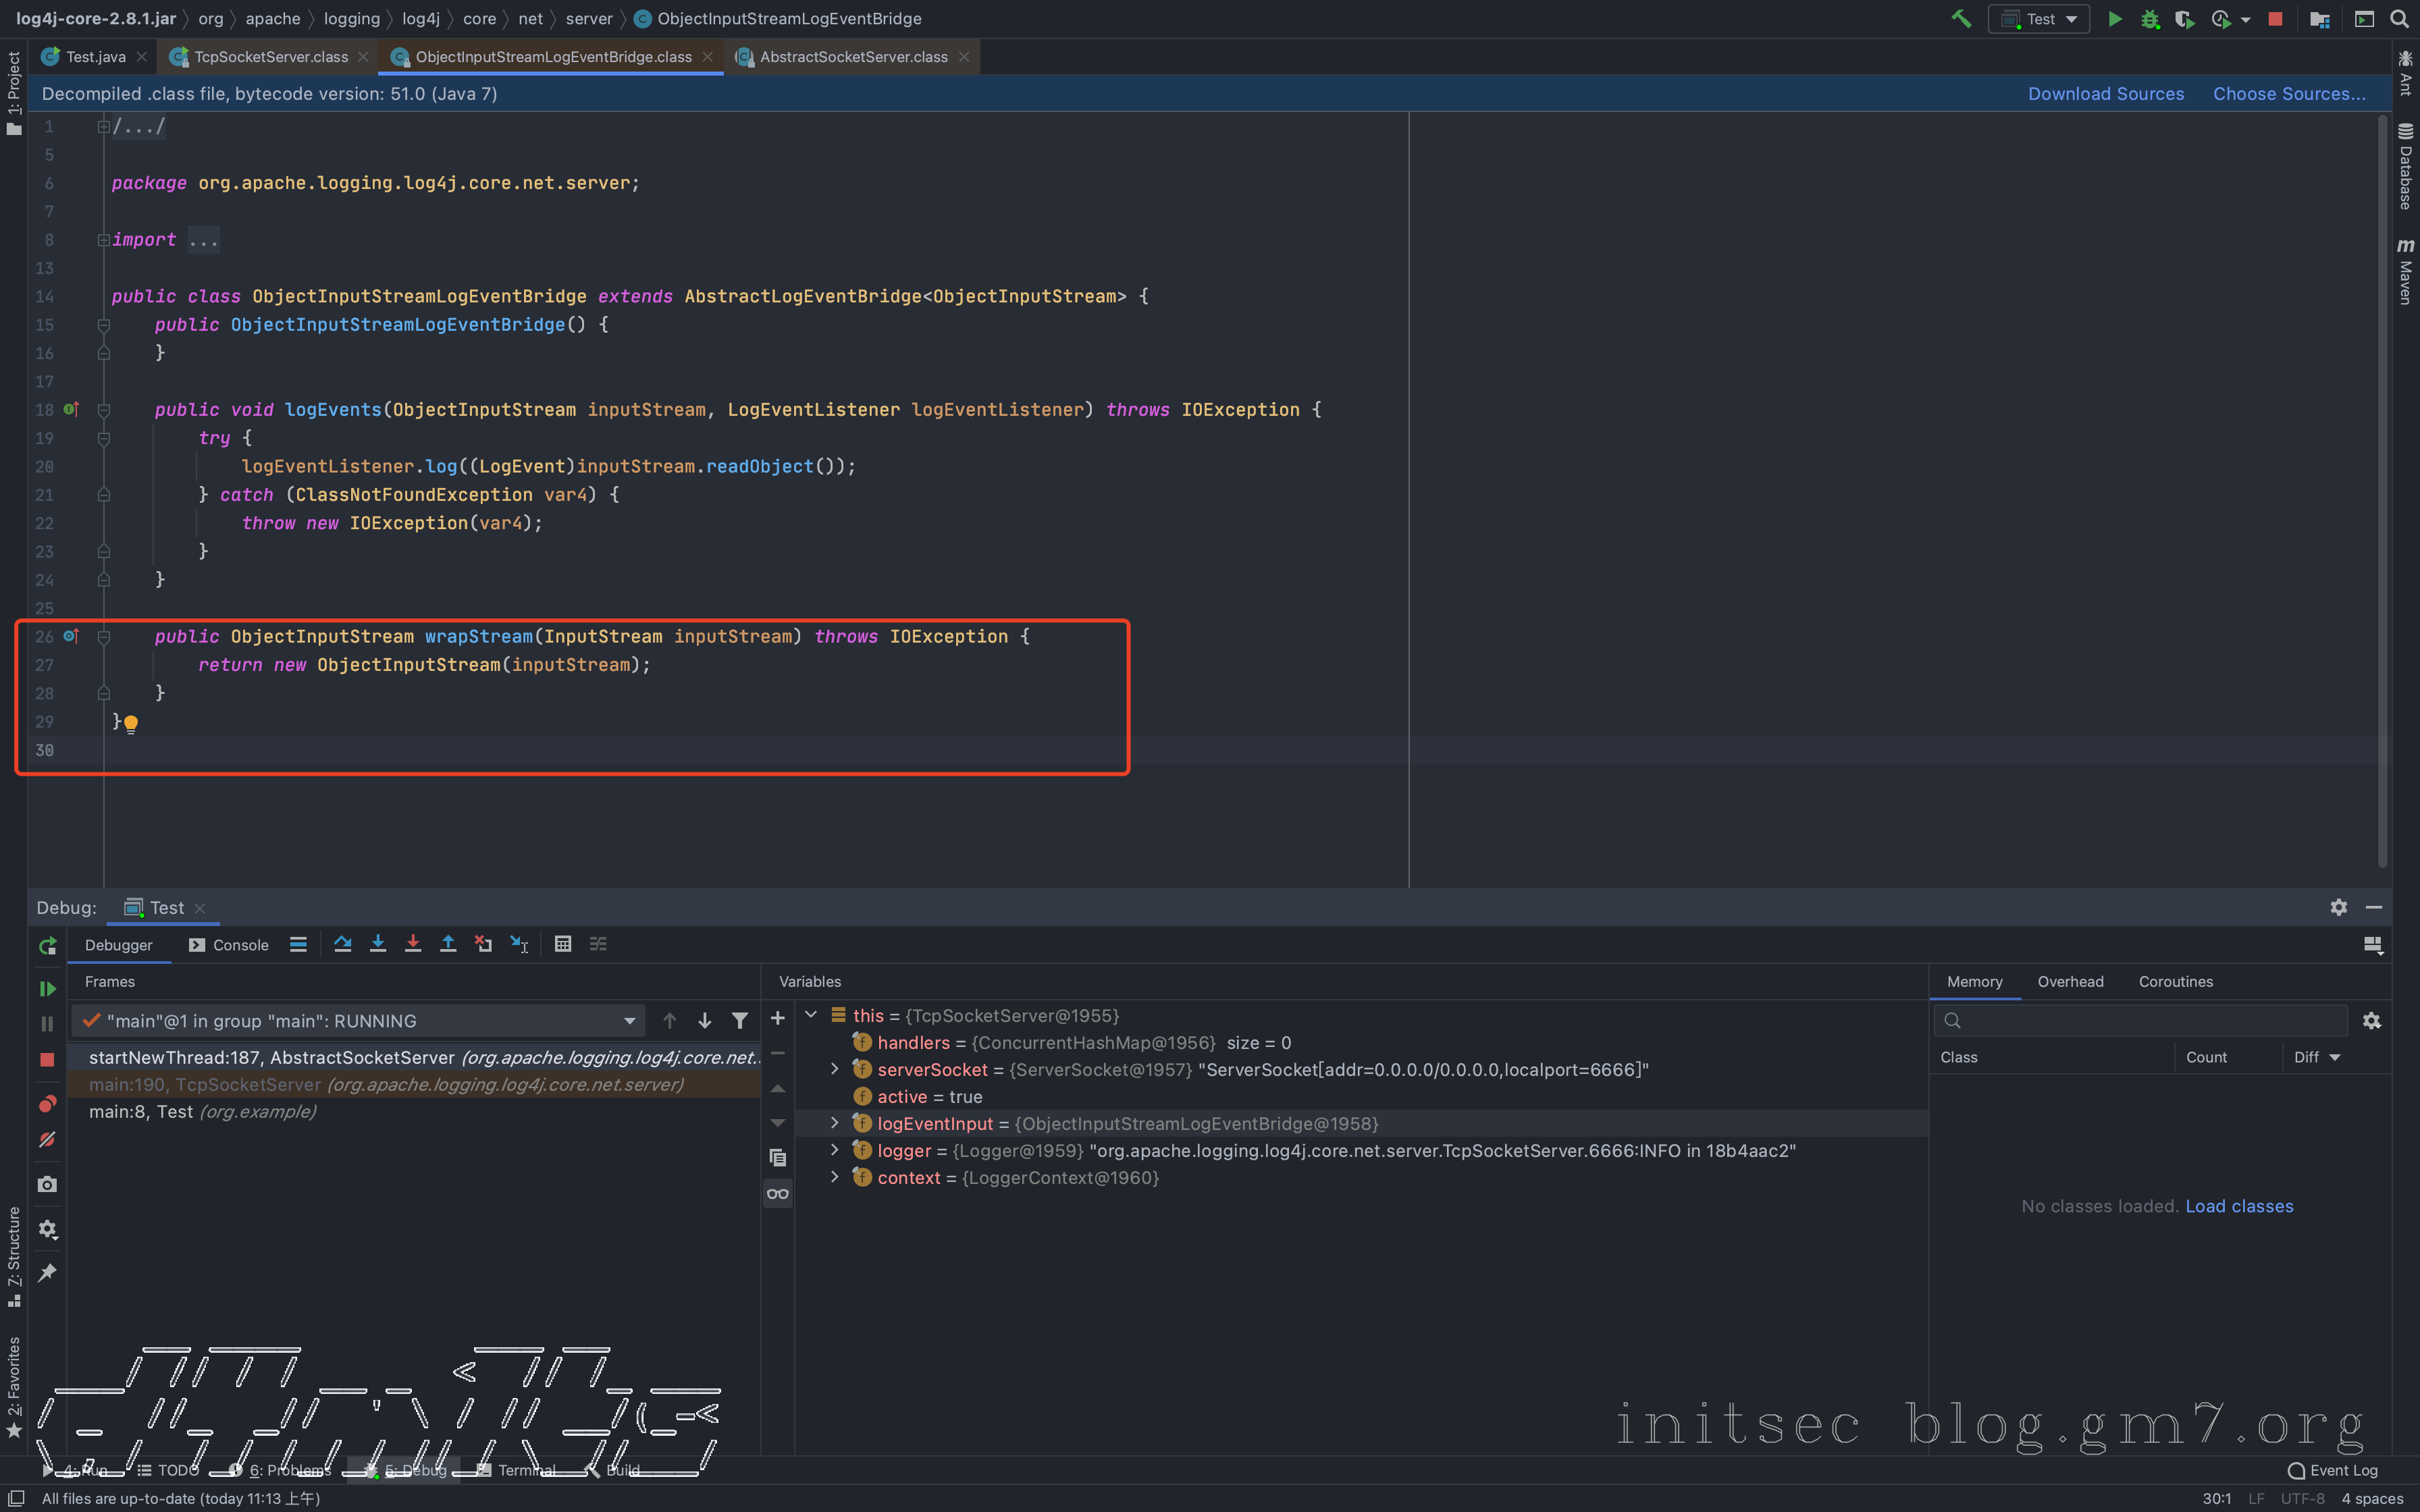 log4j-core-2.8.1.jar 〉 org 〉 apache 〉 logging 〉 log4j 〉 core 〉 net 〉 server 〉 ObjectInputStreamLogEventBridge
Test
Test.java
TcpSocketServer.class
ObjectInputStreamLogEventBridge.class
AbstractSocketServer.class
Decompiled .class file, bytecode version: 51.0 (Java 7)
Download Sources
Choose Sources...
1 /.../
5
6 package org.apache.logging.log4j.core.net.server;
7
8 import ...
13
14 public class ObjectInputStreamLogEventBridge extends AbstractLogEventBridge<ObjectInputStream> {
15 public ObjectInputStreamLogEventBridge() {
16 }
17
18 public void logEvents(ObjectInputStream inputStream, LogEventListener logEventListener) throws IOException {
19 try {
20 logEventListener.log((LogEvent)inputStream.readObject());
21 } catch (ClassNotFoundException var4) {
22 throw new IOException(var4);
23 }
24 }
25
26 public ObjectInputStream wrapStream(InputStream inputStream) throws IOException {
27 return new ObjectInputStream(inputStream);
28 }
29 }
30
1: Project
7: Structure
2: Favorites
Ant
Database
m Maven
Debug:
Test
Debugger
Console
Frames
"main"@1 in group "main": RUNNING
startNewThread:187, AbstractSocketServer (org.apache.logging.log4j.core.net.
main:190, TcpSocketServer (org.apache.logging.log4j.core.net.server)
main:8, Test (org.example)
Variables
this = {TcpSocketServer@1955}
handlers = {ConcurrentHashMap@1956} size = 0
serverSocket = {ServerSocket@1957} "ServerSocket[addr=0.0.0.0/0.0.0.0,localport=6666]"
active = true
logEventInput = {ObjectInputStreamLogEventBridge@1958}
logger = {Logger@1959} "org.apache.logging.log4j.core.net.server.TcpSocketServer.6666:INFO in 18b4aac2"
context = {LoggerContext@1960}
Memory
Overhead
Coroutines
Class
Count
Diff
No classes loaded. Load classes
initsec blog.gm7.org
4: Run
TODO
6: Problems
5: Debug
Terminal
Build
Event Log
All files are up-to-date (today 11:13 上午)
30:1 LF UTF-8 4 spaces